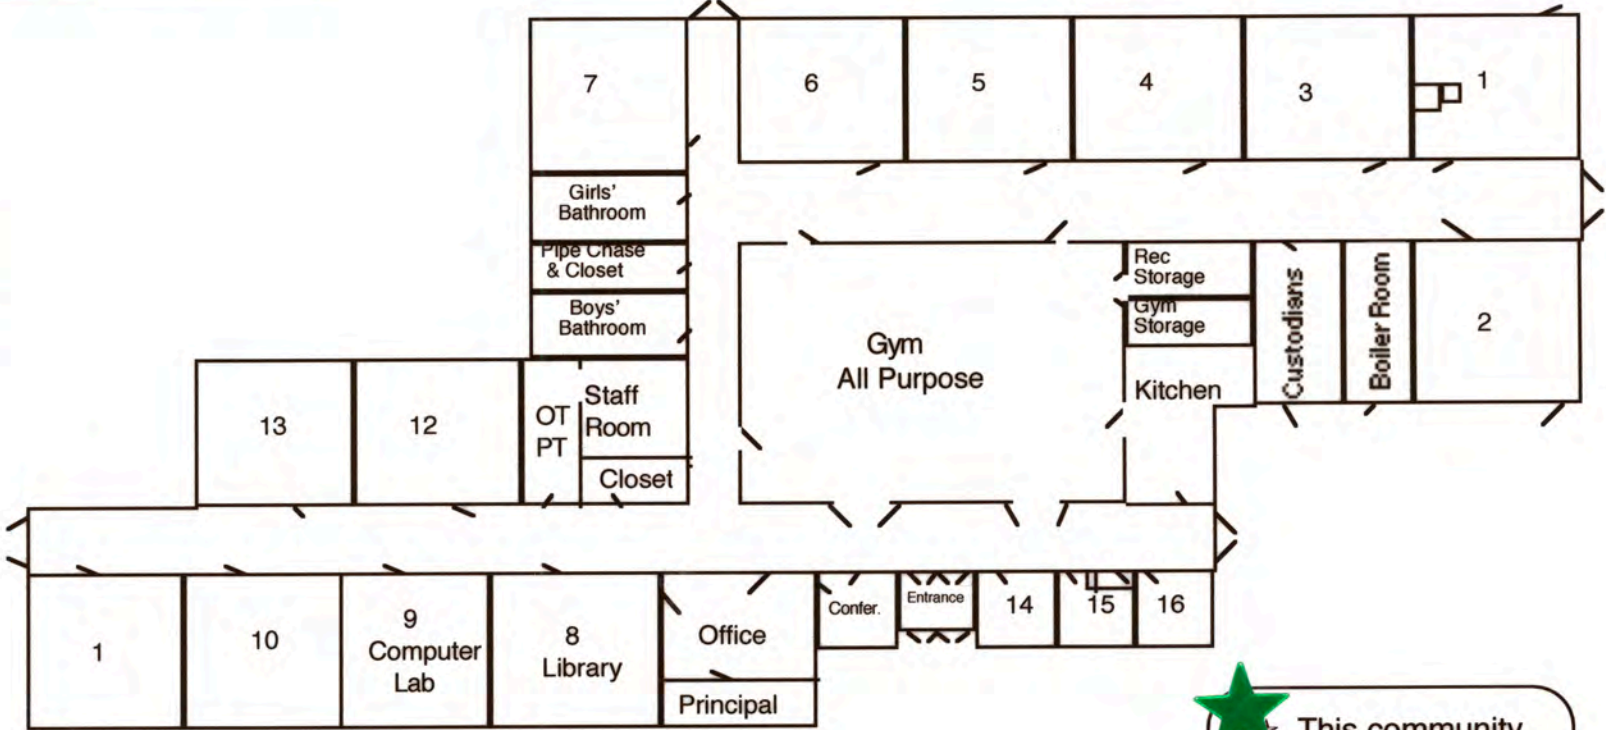 7
6
5
4
3
1
Girls'
Bathroom
Pipe Chase
& Closet
Boys'
Bathroom
Rec
Storage
Gym
Storage
Custodians
Boiler Room
2
Gym
All Purpose
Kitchen
13
12
OT
PT
Staff
Room
Closet
1
10
9
Computer
Lab
8
Library
Office
Principal
Confer.
Entrance
14
15
16
This community